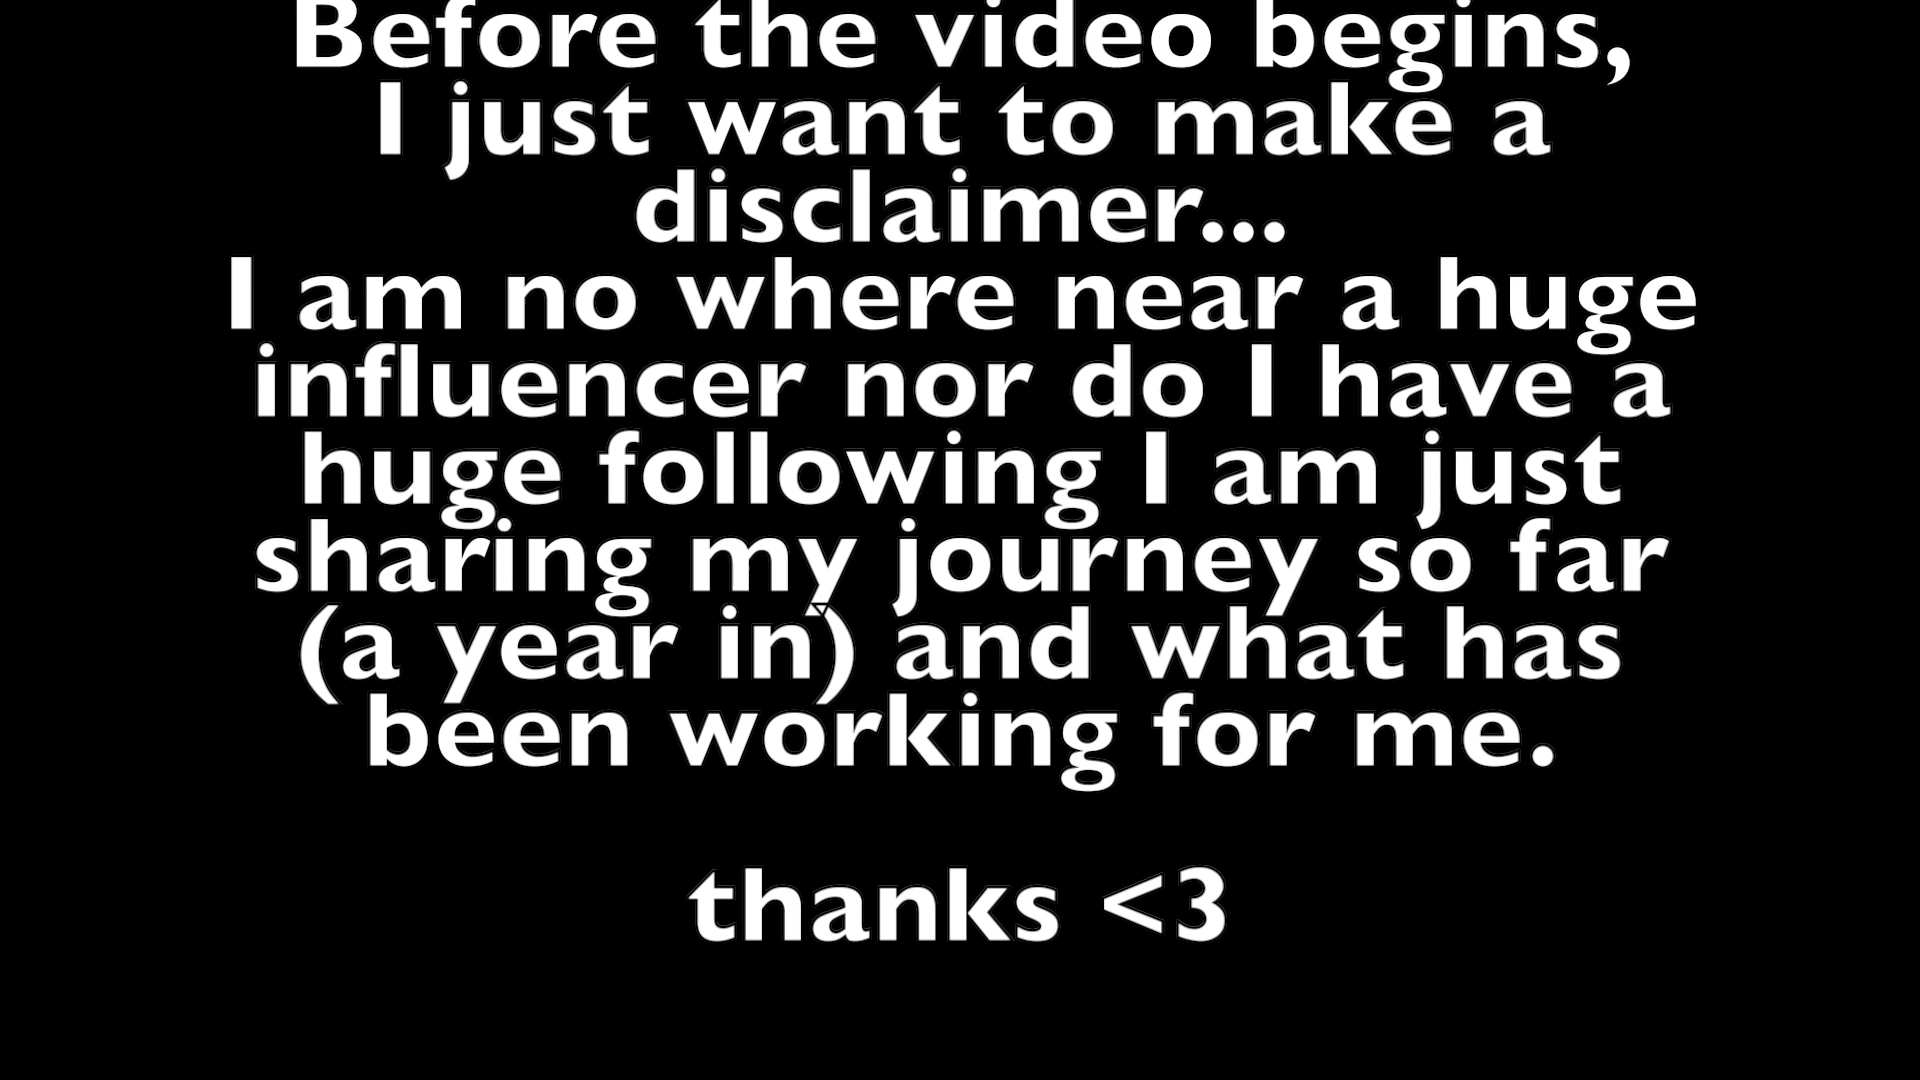 Before the video begins,
I just want to make a
disclaimer...
I am no where near a huge
influencer nor do I have a
huge following I am just
sharing my journey so far
(a year in) and what has
been working for me.
thanks <3